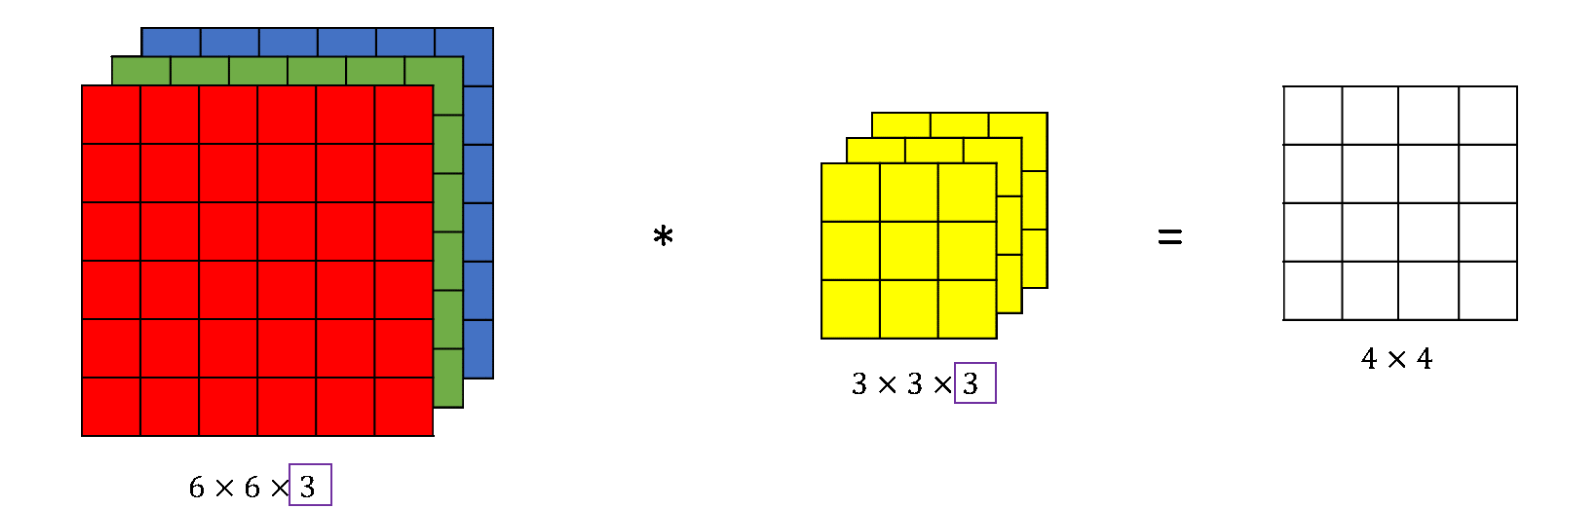 *
=
4 × 4
3 × 3 × 3
6 × 6 × 3